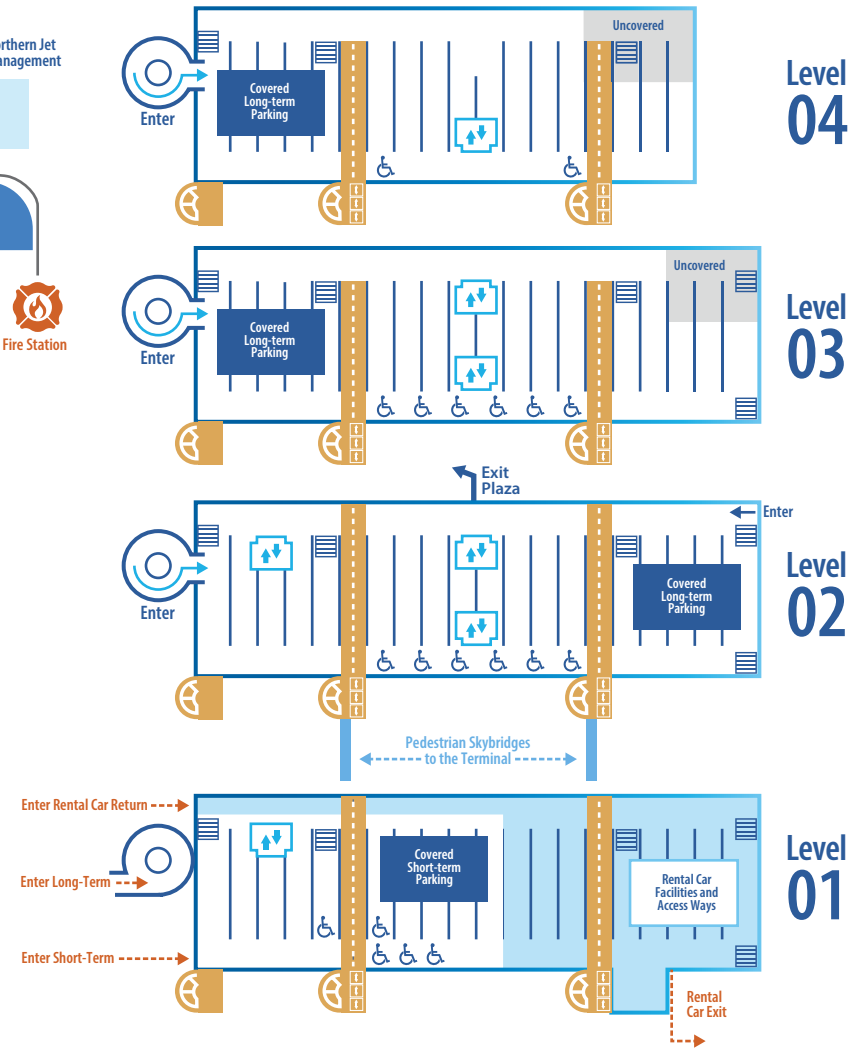 Uncovered
rthern Jet
nagement
Level
04
Covered
Long-term
Parking
Enter
Uncovered
Level
03
Covered
Long-term
Parking
Enter
Fire Station
Exit
Plaza
Enter
Level
02
Covered
Long-term
Parking
Enter
Pedestrian Skybridges
to the Terminal
Enter Rental Car Return
Level
01
Covered
Short-term
Parking
Rental Car
Facilities and
Access Ways
Enter Long-Term
Enter Short-Term
Rental
Car Exit